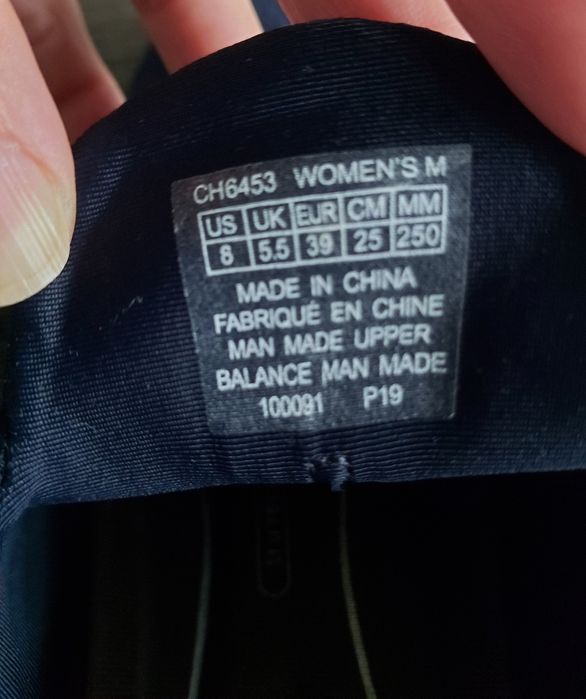 CH6453 WOMEN'S M
US UK EUR CM MM
8 5.5 39 25 250
MADE IN CHINA
FABRIQUÉ EN CHINE
MAN MADE UPPER
BALANCE MAN MADE
100091 P19